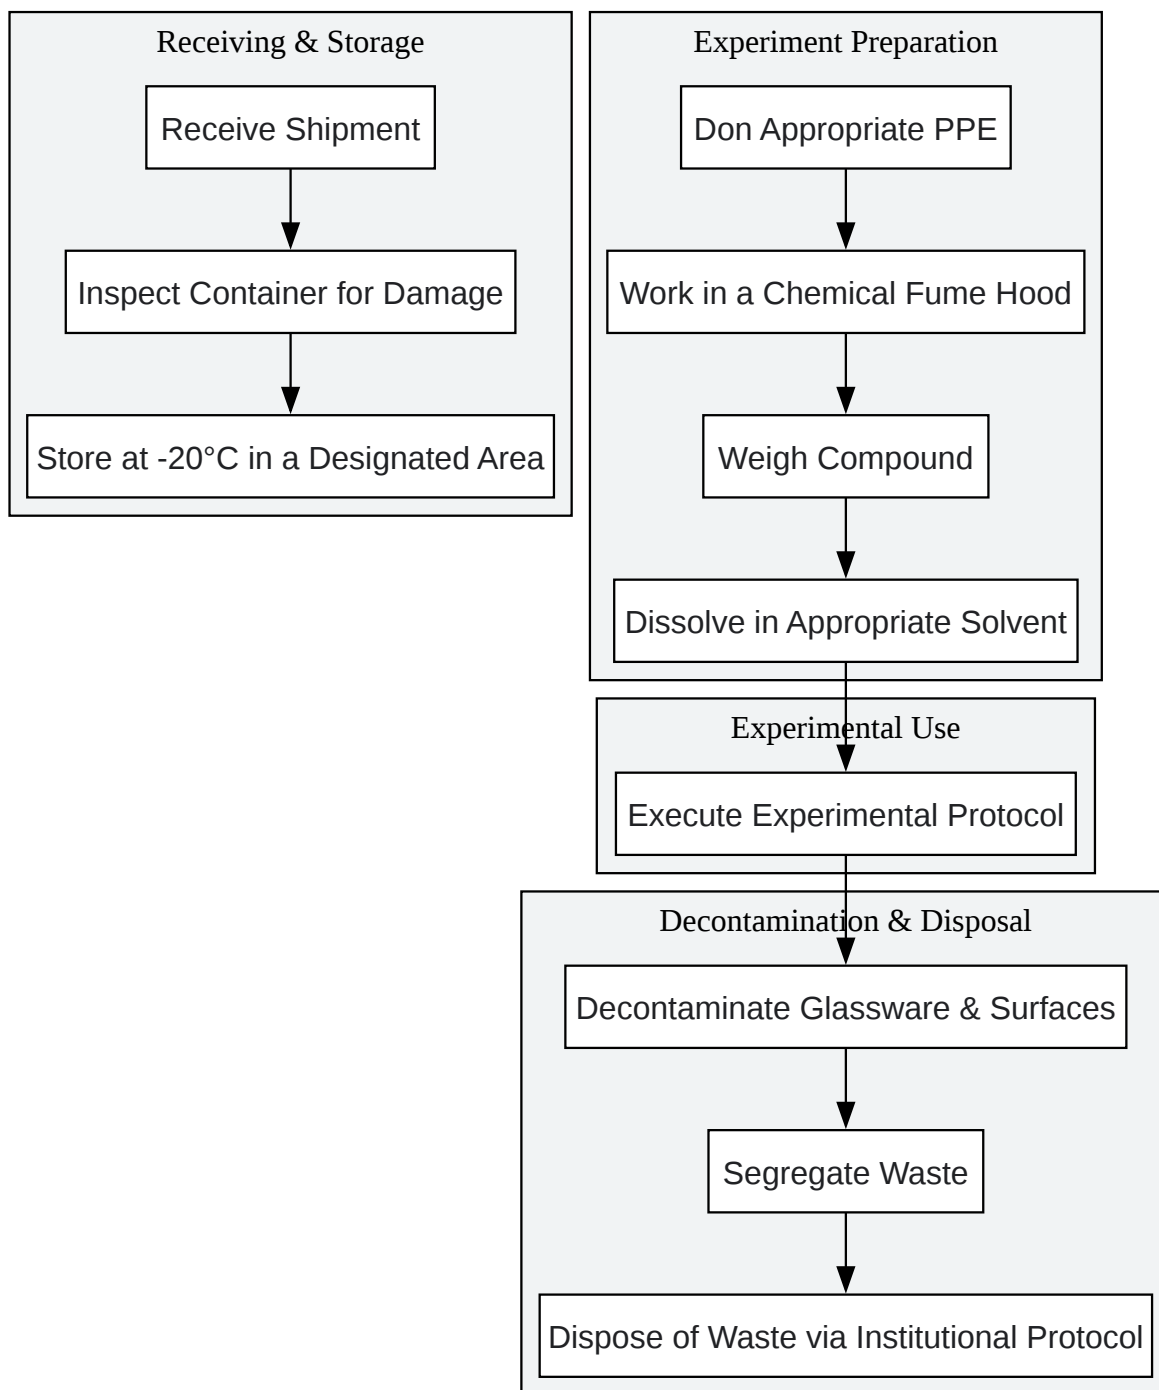 Receiving & Storage
Receive Shipment
Inspect Container for Damage
Store at -20°C in a Designated Area
Experiment Preparation
Don Appropriate PPE
Work in a Chemical Fume Hood
Weigh Compound
Dissolve in Appropriate Solvent
Experimental Use
Execute Experimental Protocol
Decontamination & Disposal
Decontaminate Glassware & Surfaces
Segregate Waste
Dispose of Waste via Institutional Protocol